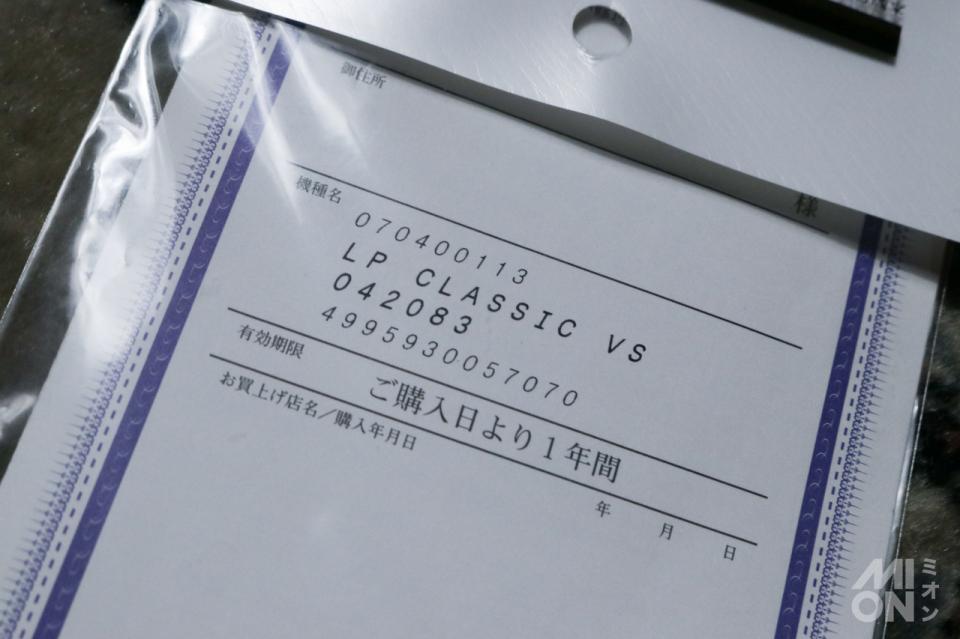 御住所
様
機種名
070400113
LP CLASSIC VS
042083
4995930057070
有効期限
ご購入日より1年間
お買上げ店名／購入年月日
年 月 日
MION
ミオン